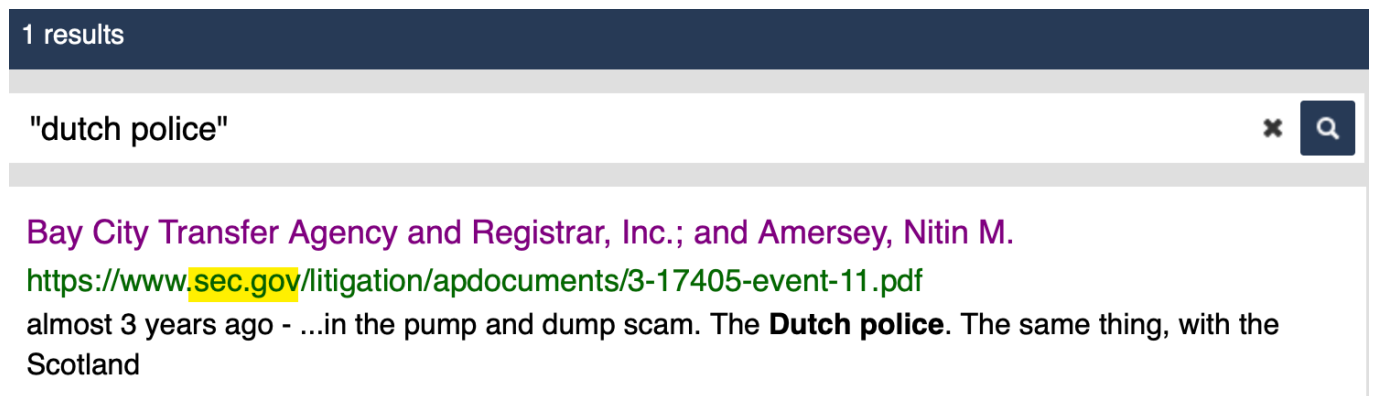 1 results
"dutch police"
Bay City Transfer Agency and Registrar, Inc.; and Amersey, Nitin M.
https://www.sec.gov/litigation/apdocuments/3-17405-event-11.pdf
almost 3 years ago - ...in the pump and dump scam. The Dutch police. The same thing, with the
Scotland